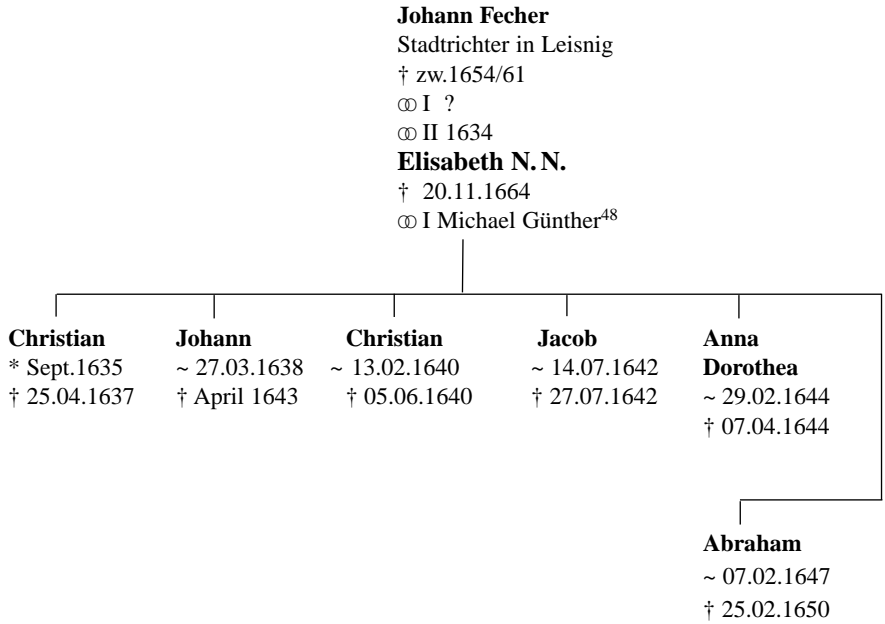 Johann Fecher
Stadtrichter in Leisnig
† zw.1654/61
⚭ I ?
⚭ II 1634
Elisabeth N. N.
† 20.11.1664
⚭ I Michael Günther⁴⁸
Christian
* Sept.1635
† 25.04.1637
Johann
~ 27.03.1638
† April 1643
Christian
~ 13.02.1640
† 05.06.1640
Jacob
~ 14.07.1642
† 27.07.1642
Anna
Dorothea
~ 29.02.1644
† 07.04.1644
Abraham
~ 07.02.1647
† 25.02.1650